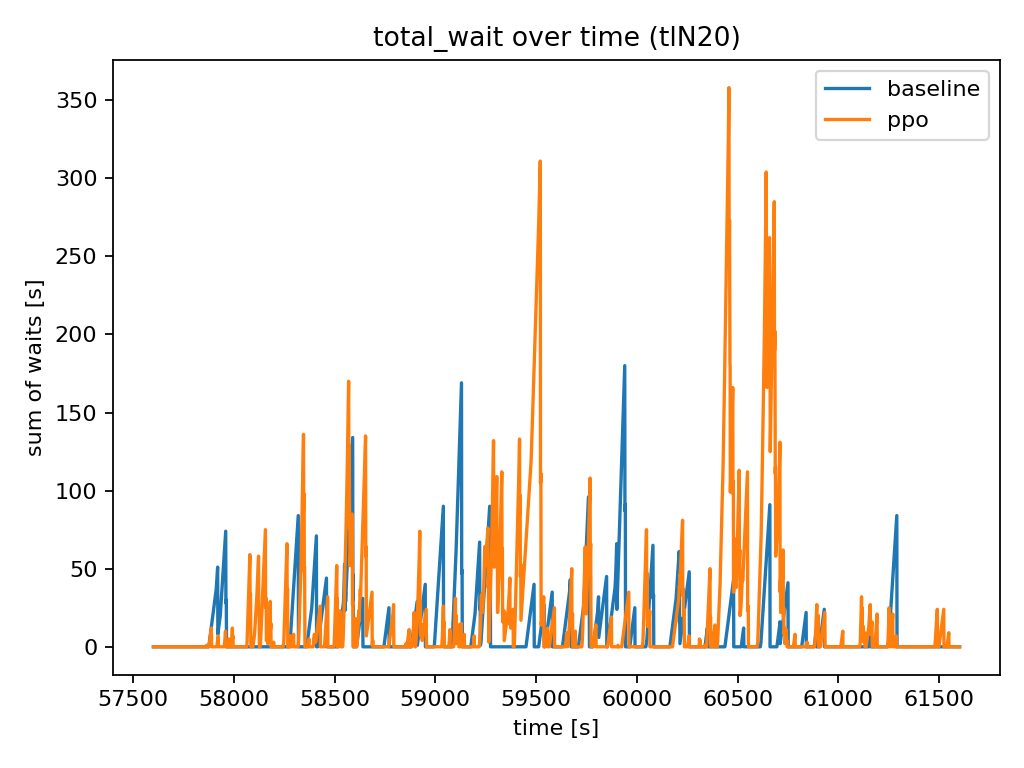 total_wait over time (tlN20)
baseline
ppo
sum of waits [s]
350
300
250
200
150
100
50
0
57500 58000 58500 59000 59500 60000 60500 61000 61500
time [s]